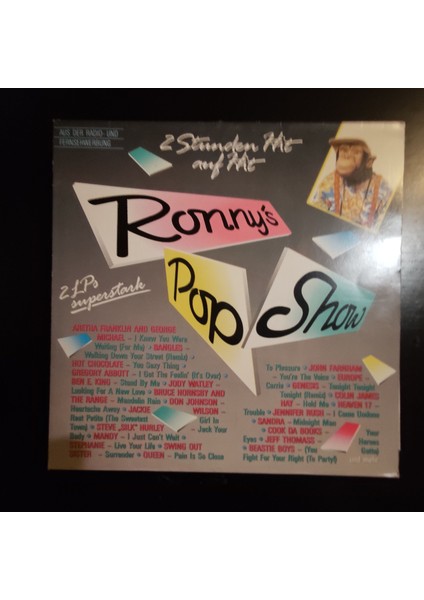 AUS DER RADIO- UND
FERNSEHWERBUNG
2 Stunden Hit
auf Hit
Ronny's
Pop
Show
2 LPs
superstark
ARETHA FRANKLIN AND GEORGE
MICHAEL – I Knew You Were
Waiting (For Me) BANGLES –
Walking Down Your Street (Remix)
HOT CHOCOLATE – You Sexy Thing
GREGORY ABBOTT – I Got The Feelin' (It's Over)
BEN E. KING – Stand By Me JODY WATLEY –
Looking For A New Love BRUCE HORNSBY AND
THE RANGE – Mandolin Rain DON JOHNSON –
Heartache Away JACKIE WILSON –
Reet Petite (The Sweetest Girl In
Town) STEVE „SILK” HURLEY – Jack Your
Body MANDY – I Just Can't Wait
STEPHANIE – Live Your Life SWING OUT
SISTER – Surrender QUEEN – Pain Is So Close
To Pleasure JOHN FARNHAM
– You're The Voice EUROPE –
Carrie GENESIS – Tonight Tonight
Tonight (Remix) COLIN JAMES
HAY – Hold Me HEAVEN 17 –
Trouble JENNIFER RUSH – I Come Undone
SANDRA – Midnight Man
COCK DA BOOKS – Your
Eyes JEFF THOMASS – Heroes
BEASTIE BOYS – (You Gotta)
Fight For Your Right (To Party!)